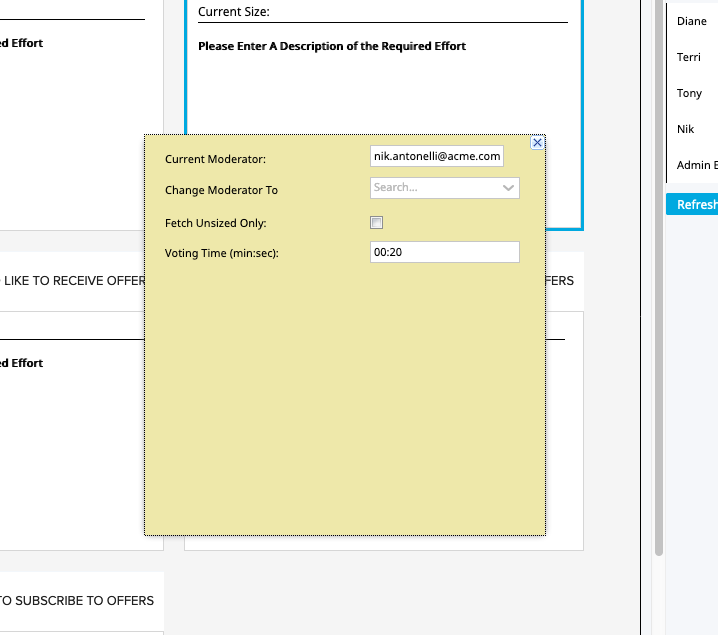 Current Size:
ed Effort
Please Enter A Description of the Required Effort
Diane
Terri
Tony
Nik
Admin E
Refresh
Current Moderator:
nik.antonelli@acme.com
Change Moderator To
Search...
Fetch Unsized Only:
Voting Time (min:sec):
00:20
LIKE TO RECEIVE OFFER
FERS
ed Effort
TO SUBSCRIBE TO OFFERS